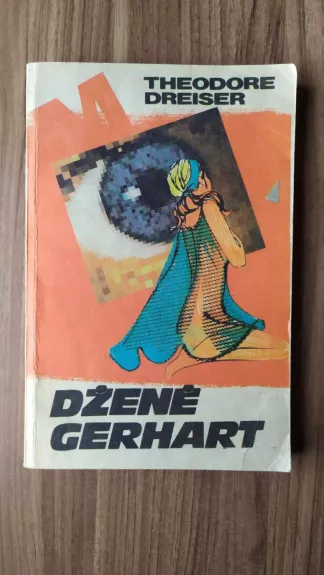 THEODORE
DREISER
DŽENĖ
GERHART